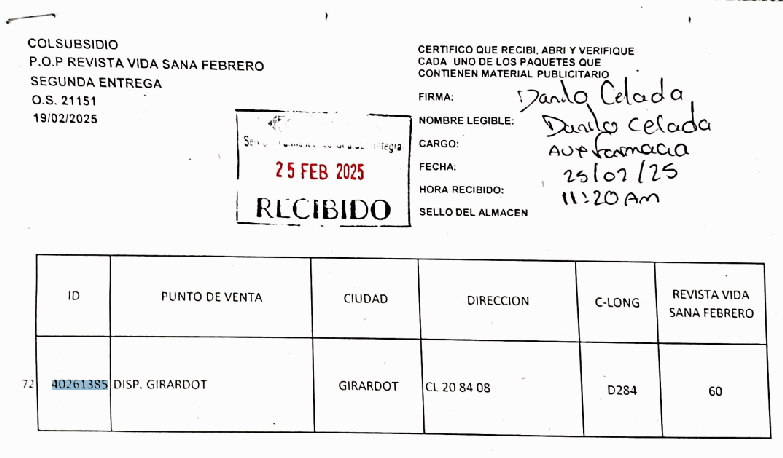 COLSUBSIDIO
P.O.P REVISTA VIDA SANA FEBRERO
SEGUNDA ENTREGA
O.S. 21151
19/02/2025
CERTIFICO QUE RECIBI, ABRI Y VERIFIQUE
CADA UNO DE LOS PAQUETES QUE
CONTIENEN MATERIAL PUBLICITARIO
FIRMA: Danilo Celada
NOMBRE LEGIBLE: Danilo Celada
CARGO: Aux farmacia
FECHA: 25/02/25
HORA RECIBIDO: 11:20 Am
SELLO DEL ALMACEN
25 FEB 2025
RECIBIDO
ID PUNTO DE VENTA CIUDAD DIRECCION C-LONG REVISTA VIDA SANA FEBRERO
72 40261385 DISP. GIRARDOT GIRARDOT CL 20 84 08 D284 60